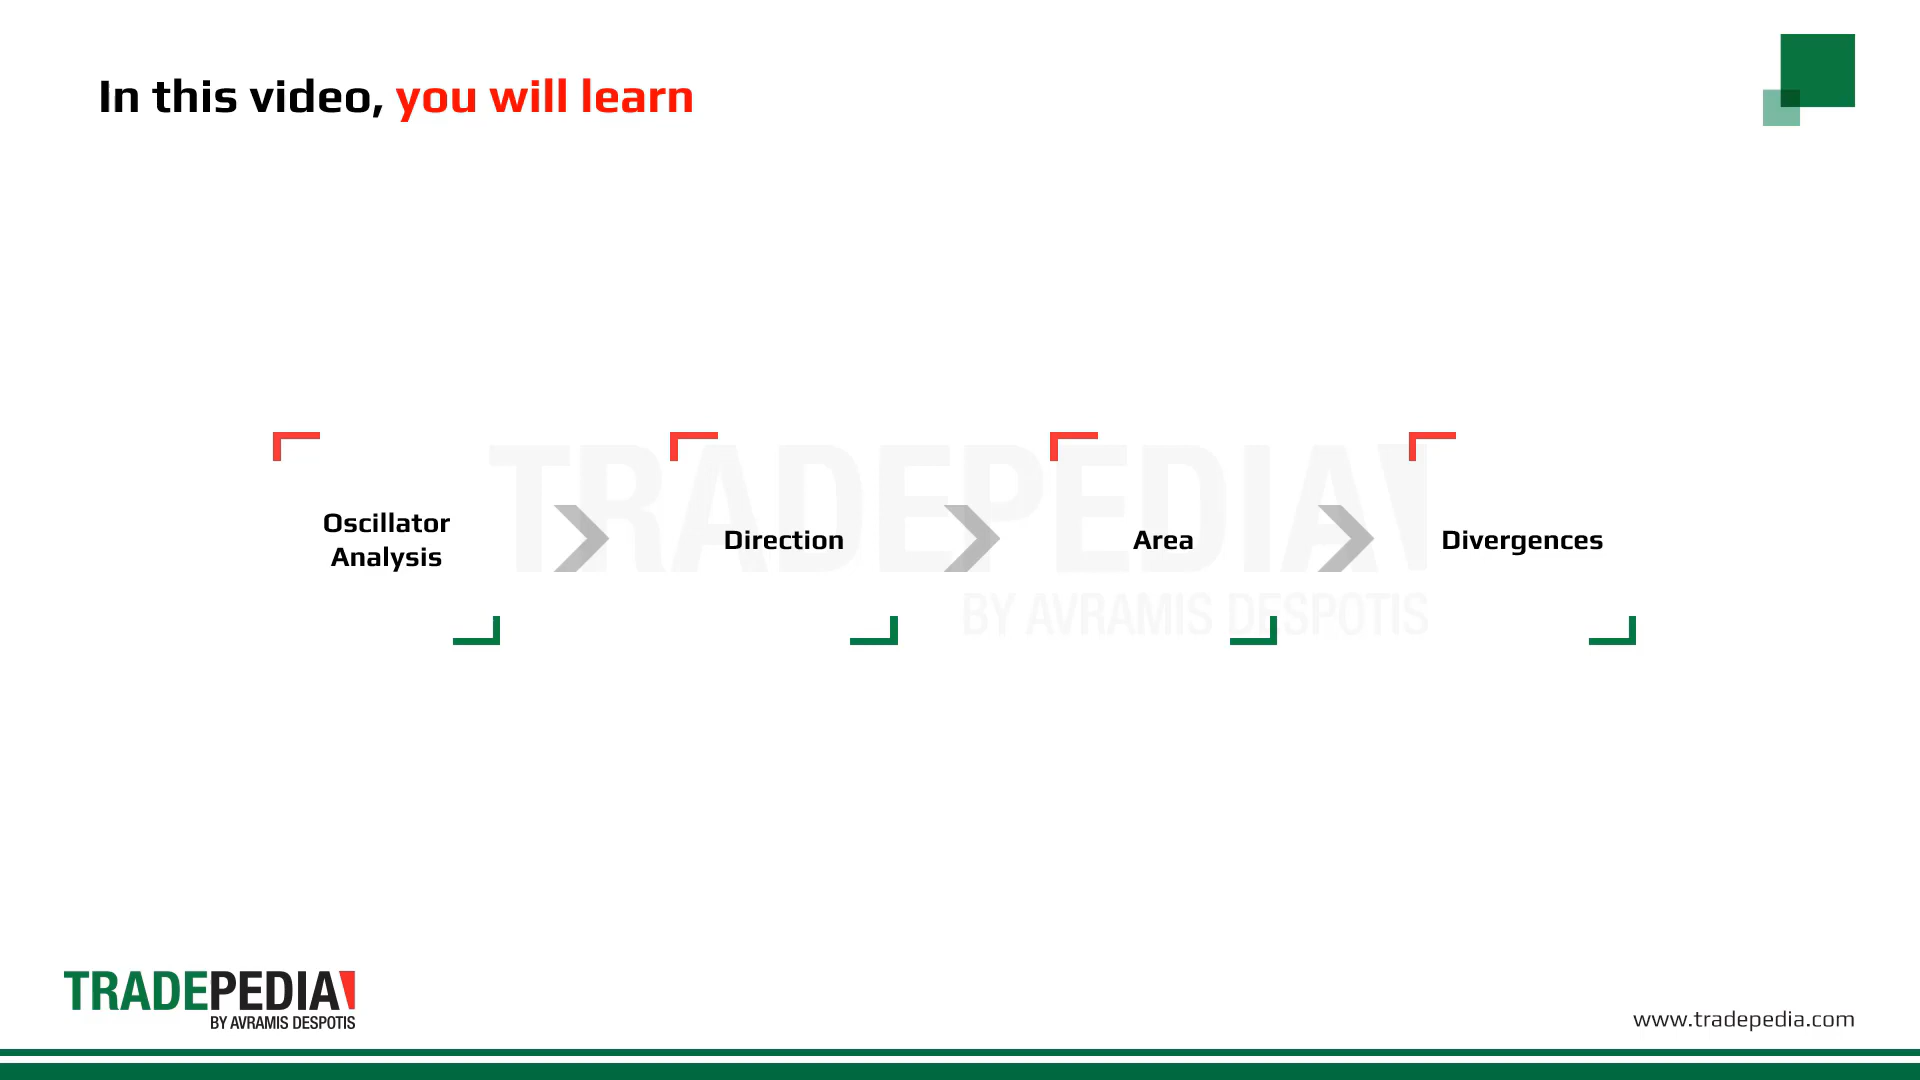 In this video, you will learn
TRADEPEDIA
BY AVRAMIS DESPOTIS
Oscillator
Analysis
Direction
Area
Divergences
TRADEPEDIA
BY AVRAMIS DESPOTIS
www.tradepedia.com